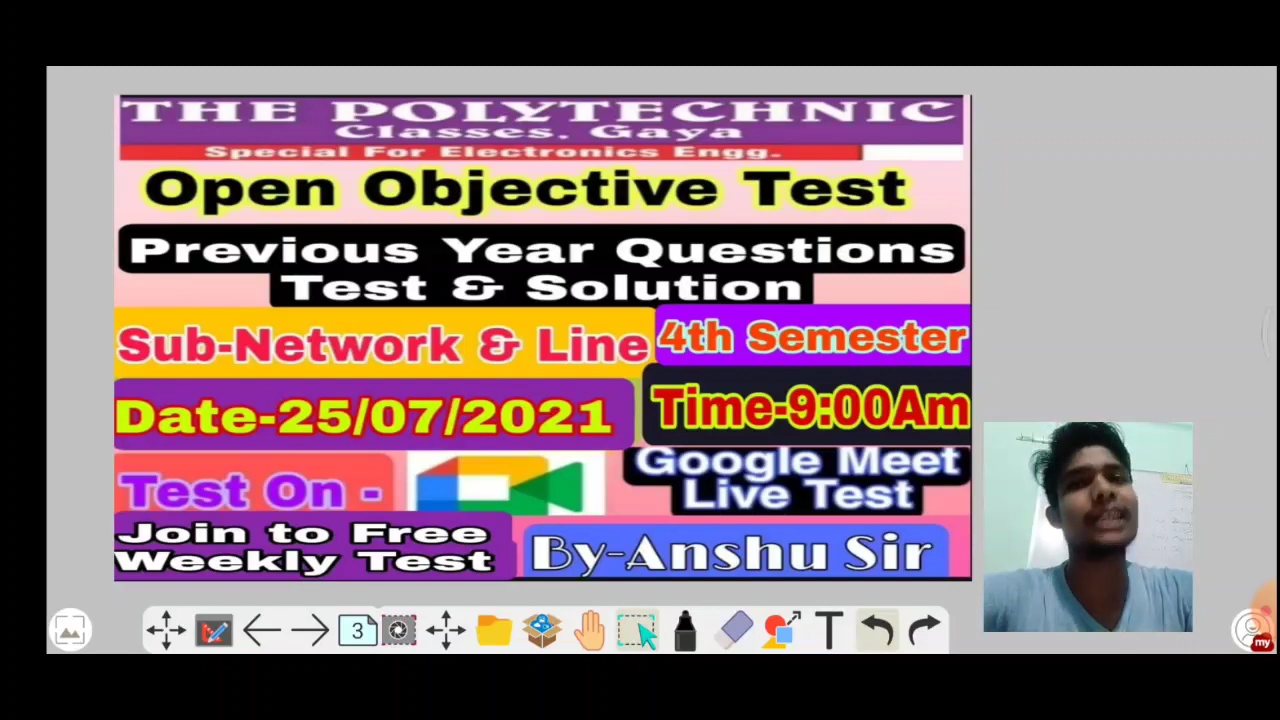 THE POLYTECHNIC
Classes, Gaya
Special For Electronics Engg.
Open Objective Test
Previous Year Questions
Test & Solution
Sub-Network & Line
4th Semester
Date-25/07/2021
Time-9:00Am
Test On -
Google Meet
Live Test
Join to Free
Weekly Test
By-Anshu Sir
3
T
my